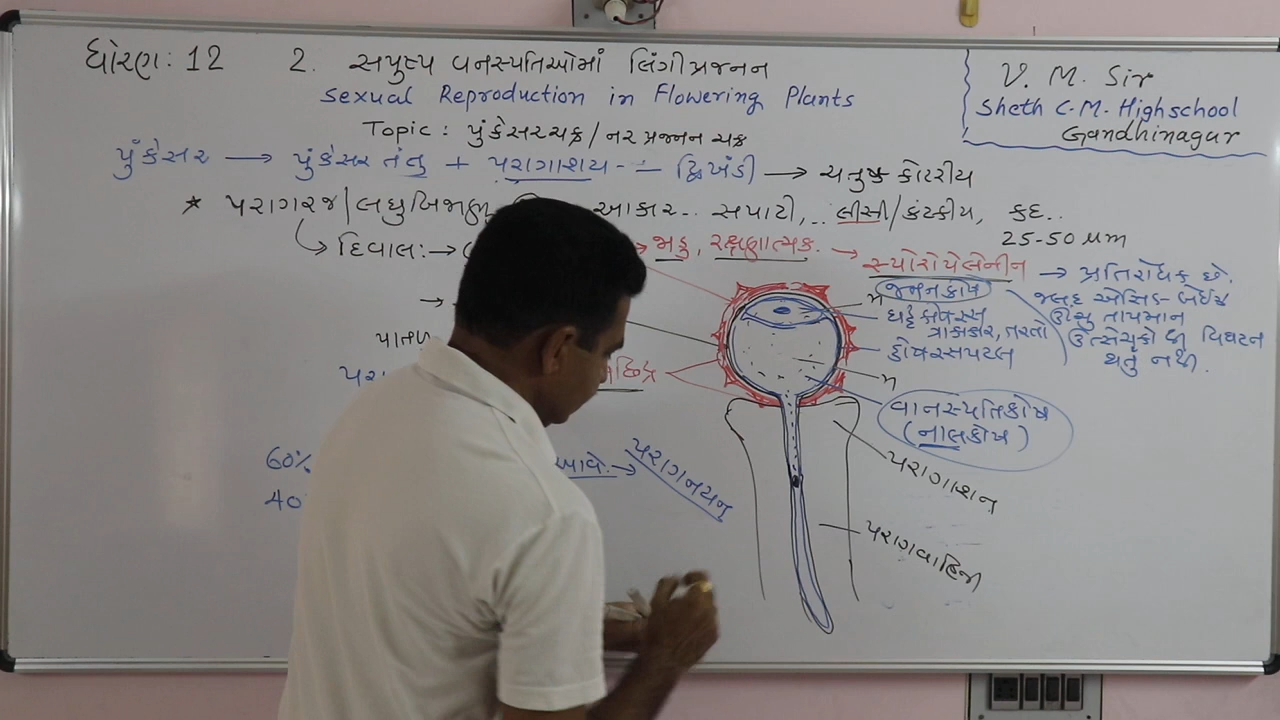 ધોરણ: 12 2. સપુષ્પ વનસ્પતિઓમાં લિંગીપ્રજનન
Sexual Reproduction in Flowering Plants
V. M. Sir
Sheth C.M. Highschool
Gandhinagar
Topic: પુંકેસરચક્ર/નર પ્રજનન ચક્ર
પુંકેસર → પુંકેસર તંતુ + પરાગાશય -- દ્વિખંડી → ચતુષ્ક કોટરીય
* પરાગરજ/લઘુબિજાણુ આકાર.. સપાટી, .. લીસી/કંટકીય, કદ..
25-50 μm
દિવાલ:→ → જાડુ, રક્ષણાત્મક. → સ્પોરોપોલેનીન → પ્રતિરોધક છે.
જનનકોષ
ઘટ્ટ કોષરસ
ત્રાકાકાર, તરતો
કોષરસપટલ
ઊંચુ તાપમાન
ઉત્સેચકો
વિઘટન
થતું નથી.
પાતળુ
છિદ્ર
વાનસ્પતિકોષ
(નાલકોષ)
60%
40
આવે. → પરાગનયન
પરાગાશન
પરાગવાહિની